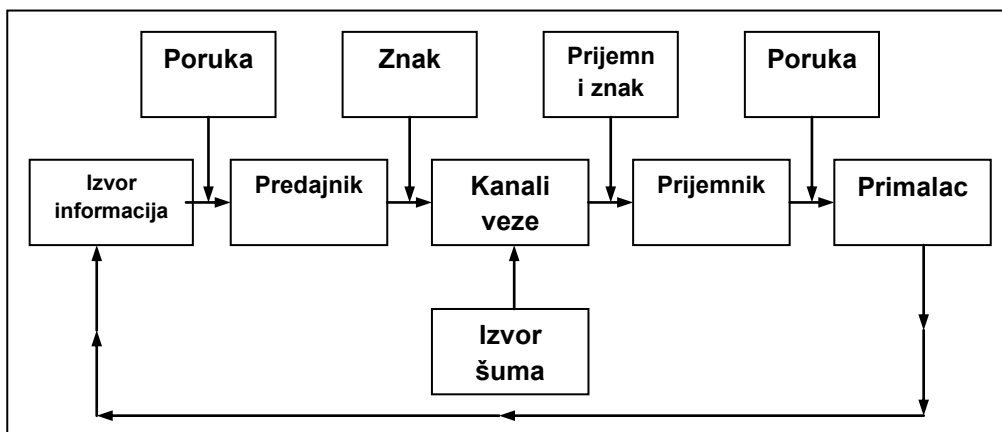 Poruka
Znak
Prijemn
i znak
Poruka
Izvor
informacija
Predajnik
Kanali
veze
Prijemnik
Primalac
Izvor
šuma